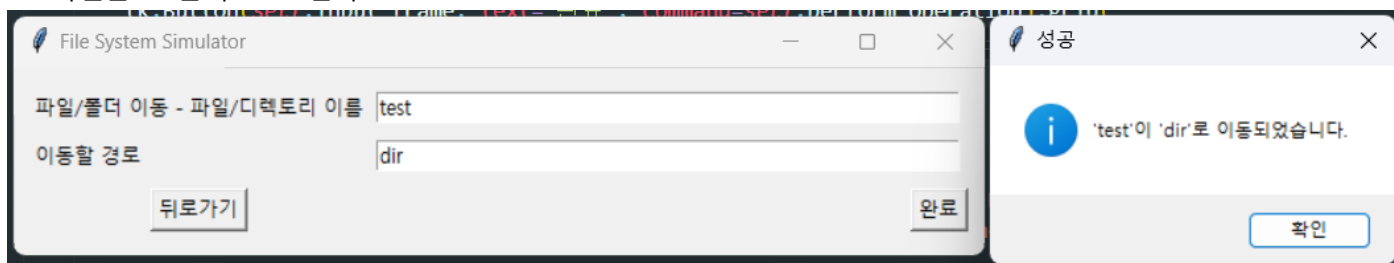 File System Simulator
파일/폴더 이동 - 파일/디렉토리 이름 test
이동할 경로 dir
뒤로가기 완료
성공
'test'이 'dir'로 이동되었습니다.
확인